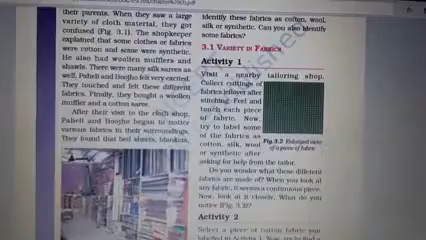 their parents. When they saw a large
variety of cloth material, they got
confused (Fig. 3.1). The shopkeeper
explained that some clothes or fabrics
were cotton and some were synthetic.
He also had woollen mufflers and
shawls. There were many silk sarees as
well. Paheli and Boojho felt very excited.
They touched and felt these different
fabrics. Finally, they bought a woollen
muffler and a cotton saree.
After their visit to the cloth shop,
Paheli and Boojho began to notice
various fabrics in their surroundings.
They found that bed sheets, blankets,
identify these fabrics as cotton, wool,
silk or synthetic. Can you also identify
some fabrics?
3.1 VARIETY IN FABRICS
Activity 1
Visit a nearby tailoring shop.
Collect cuttings of
fabrics leftover after
stitching. Feel and
touch each piece
of fabric. Now,
try to label some
of the fabrics as
cotton, silk, wool
or synthetic after
asking for help from the tailor.
Fig.3.2 Enlarged view
of a piece of fabric
Do you wonder what these different
fabrics are made of? When you look at
any fabric, it seems a continuous piece.
Now, look at it closely. What do you
notice (Fig. 3.2)?
Activity 2
Select a piece of cotton fabric you
labelled in Activity 1. Now, try to find a